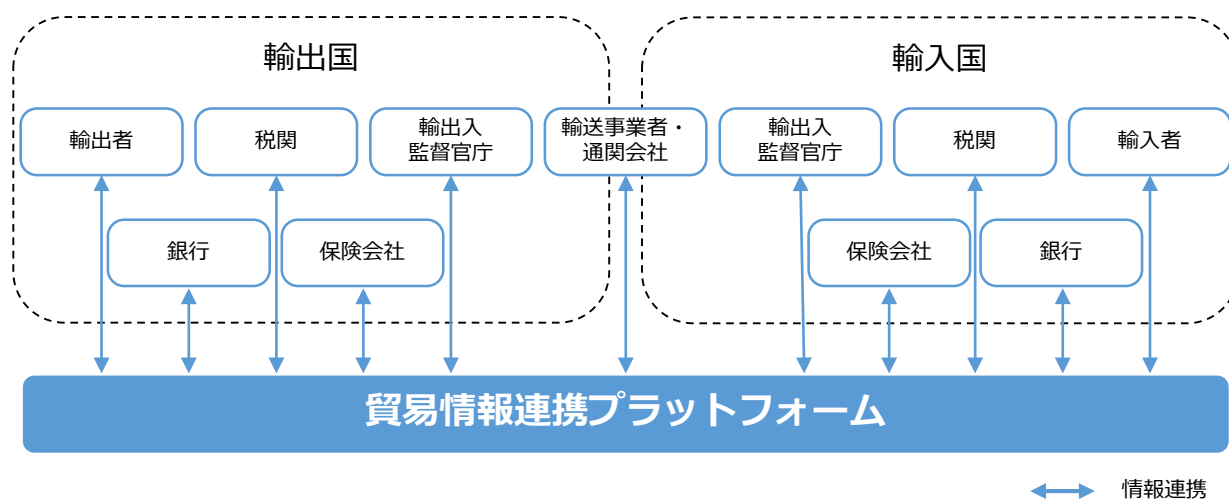 輸出国
輸入国
輸出者
税関
輸出入
監督官庁
輸送事業者・
通関会社
輸出入
監督官庁
税関
輸入者
銀行
保険会社
保険会社
銀行
貿易情報連携プラットフォーム
情報連携